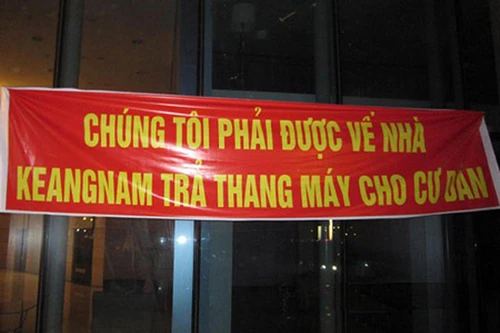 CHÚNG TÔI PHẢI ĐƯỢC VỀ NHÀ
KEANGNAM TRẢ THANG MÁY CHO CƯ DÂN